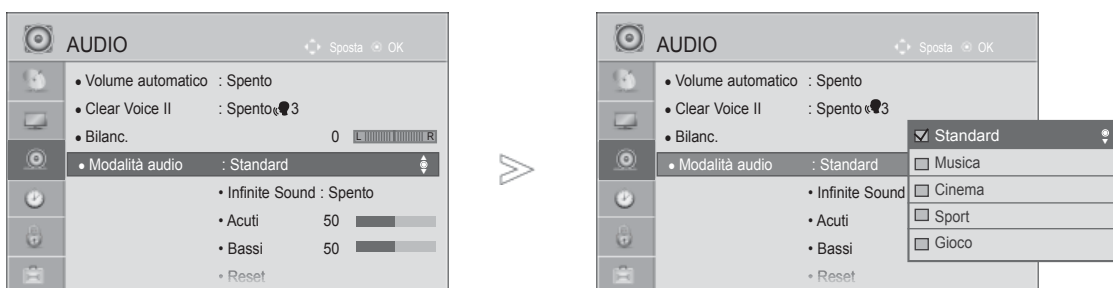 AUDIO
Sposta OK
• Volume automatico : Spento
• Clear Voice II : Spento 3
• Bilanc. 0 L R
• Modalità audio : Standard
• Infinite Sound : Spento
• Acuti 50
• Bassi 50
• Reset
AUDIO
Sposta OK
• Volume automatico : Spento
• Clear Voice II : Spento 3
• Bilanc.
• Modalità audio : Standard
• Infinite Sound
• Acuti
• Bassi
• Reset
Standard
Musica
Cinema
Sport
Gioco